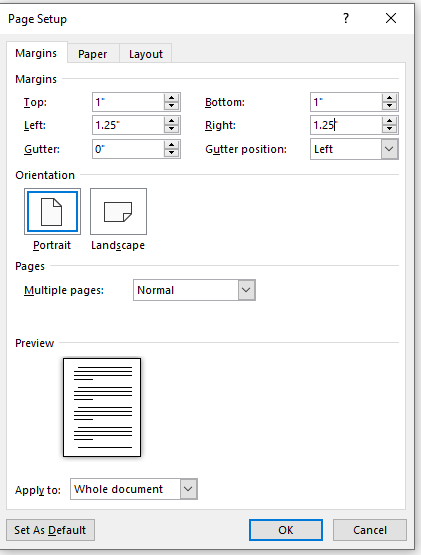 Page Setup ? ×
Margins Paper Layout
Margins
Top: 1" Bottom: 1"
Left: 1.25" Right: 1.25"
Gutter: 0" Gutter position: Left
Orientation
Portrait Landscape
Pages
Multiple pages: Normal
Preview
Apply to: Whole document
Set As Default OK Cancel